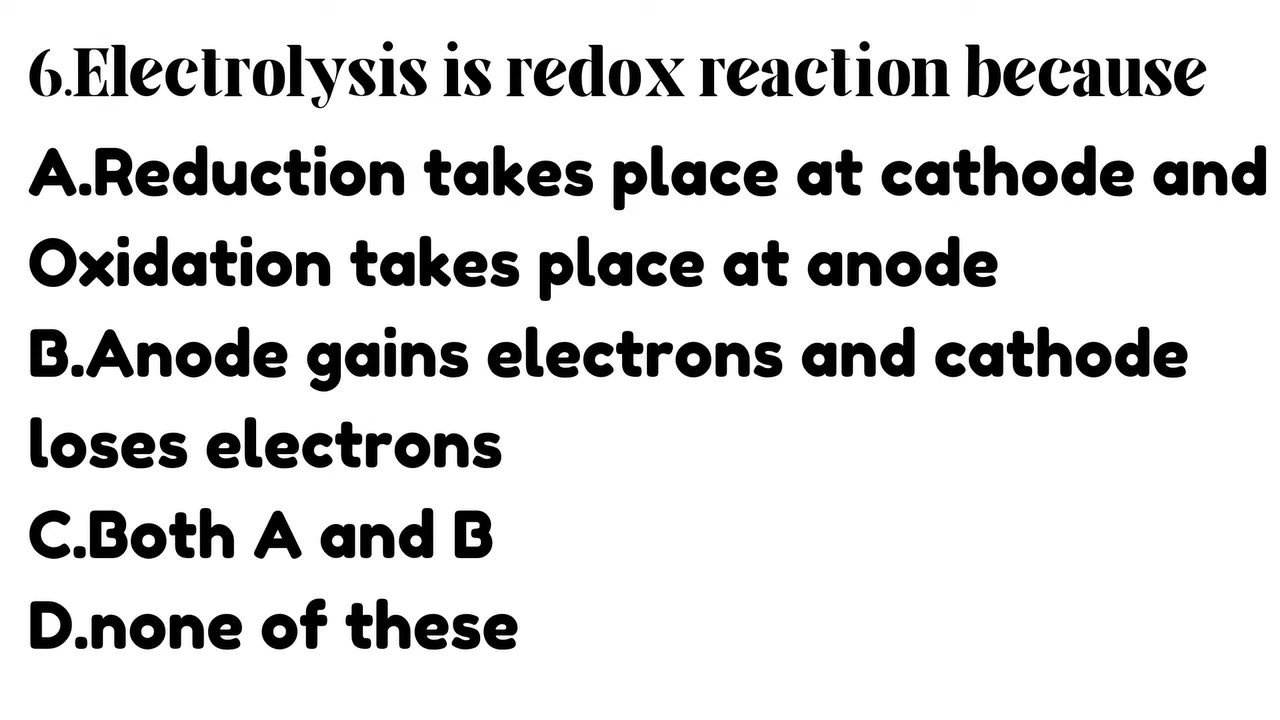 6.Electrolysis is redox reaction because
A.Reduction takes place at cathode and
Oxidation takes place at anode
B.Anode gains electrons and cathode
loses electrons
C.Both A and B
D.none of these